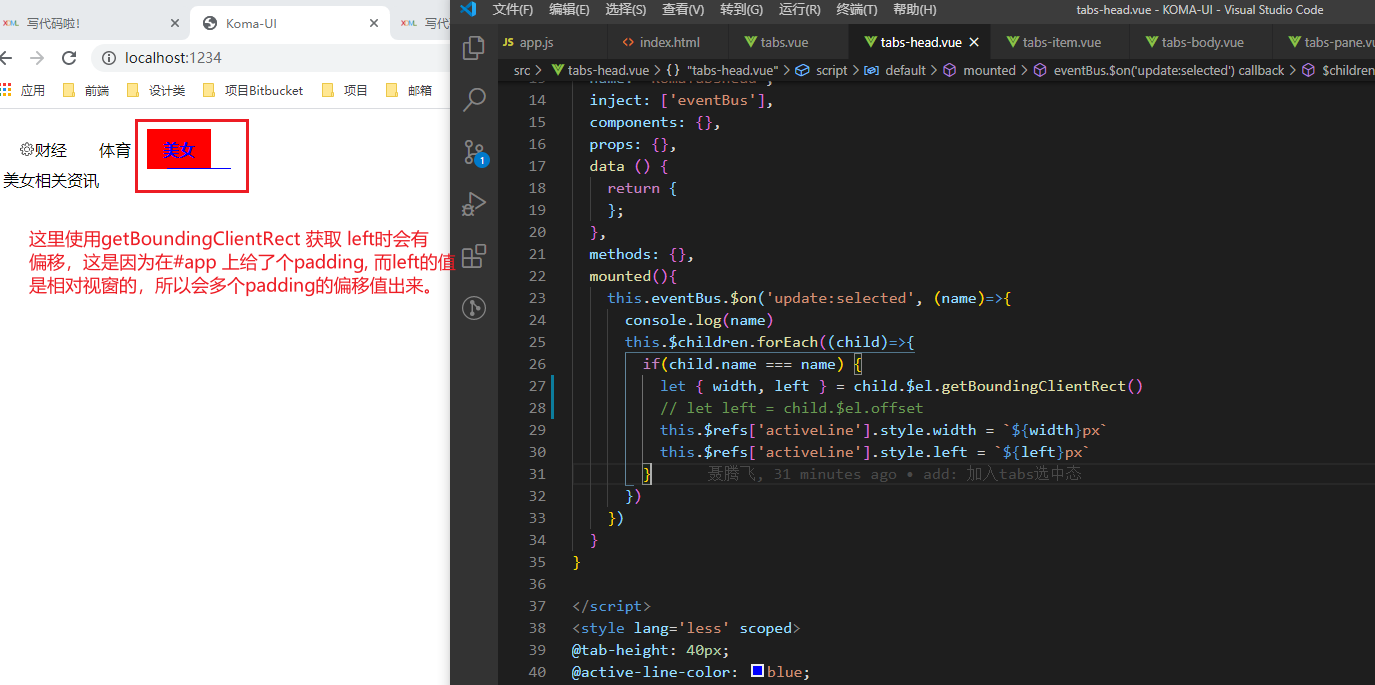 写代码啦!
Koma-UI
写代
localhost:1234
应用 前端 设计类 项目Bitbucket 项目 邮箱
财经 体育 美女
美女相关资讯
这里使用getBoundingClientRect 获取 left时会有
偏移，这是因为在#app 上给了个padding, 而left的值
是相对视窗的，所以会多个padding的偏移值出来。
文件(F) 编辑(E) 选择(S) 查看(V) 转到(G) 运行(R) 终端(T) 帮助(H) tabs-head.vue - KOMA-UI - Visual Studio Code
JS app.js <> index.html tabs.vue tabs-head.vue tabs-item.vue tabs-body.vue tabs-pane.vu
src > tabs-head.vue > {} "tabs-head.vue" > script > default > mounted > eventBus.$on('update:selected') callback > $children
1
14 inject: ['eventBus'],
15 components: {},
16 props: {},
17 data () {
18 return {
19 };
20 },
21 methods: {},
22 mounted(){
23 this.eventBus.$on('update:selected', (name)=>{
24 console.log(name)
25 this.$children.forEach((child)=>{
26 if(child.name === name) {
27 let { width, left } = child.$el.getBoundingClientRect()
28 // let left = child.$el.offset
29 this.$refs['activeLine'].style.width = `${width}px`
30 this.$refs['activeLine'].style.left = `${left}px`
31 } 聂腾飞, 31 minutes ago • add: 加入tabs选中态
32 })
33 })
34 }
35 }
36
37 </script>
38 <style lang='less' scoped>
39 @tab-height: 40px;
40 @active-line-color: blue;